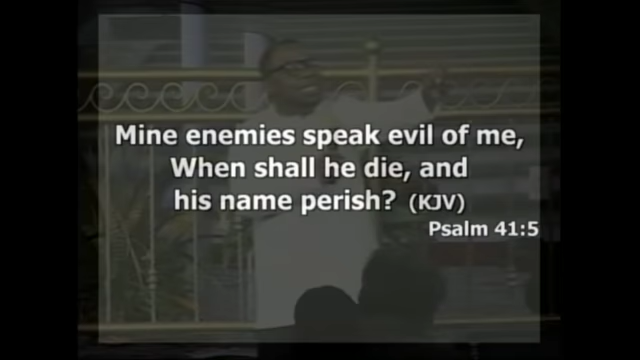 Mine enemies speak evil of me,
When shall he die, and
his name perish? (KJV)
Psalm 41:5